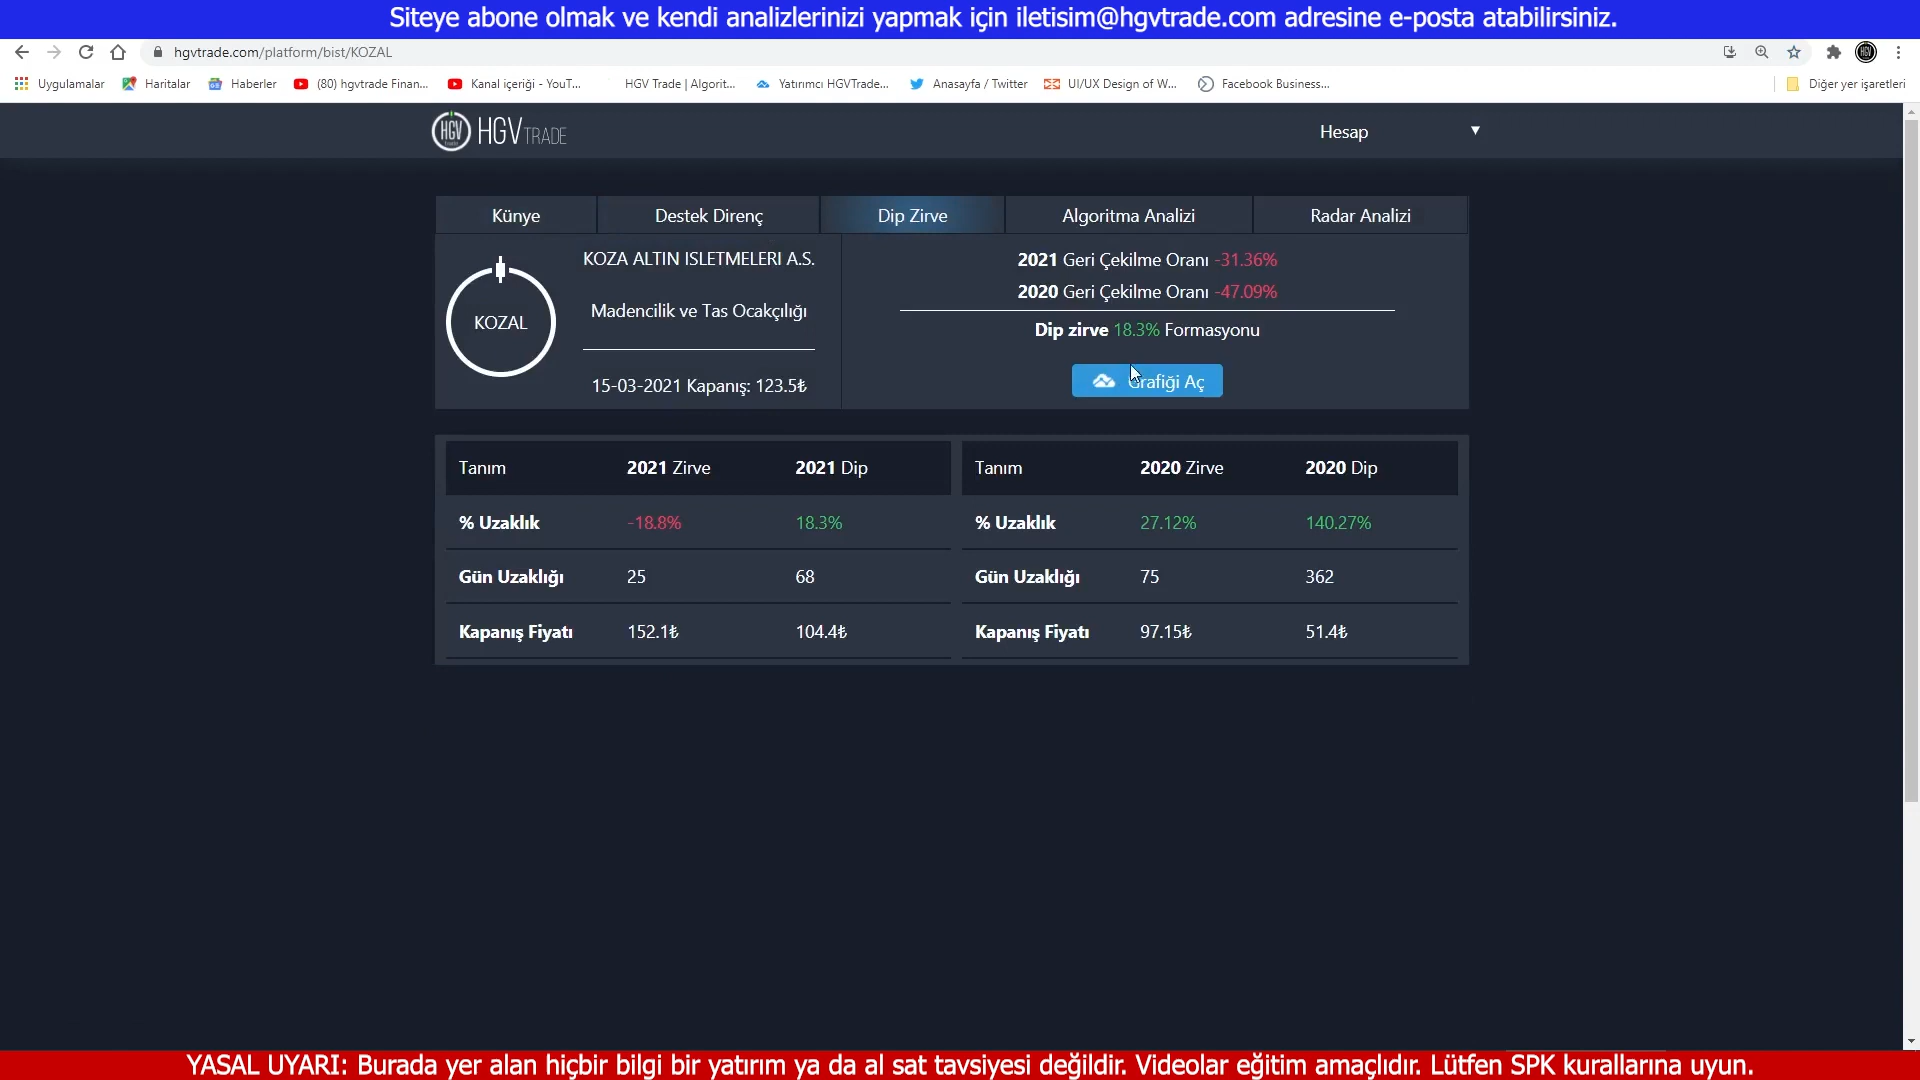 Siteye abone olmak ve kendi analizlerinizi yapmak için iletisim@hgvtrade.com adresine e-posta atabilirsiniz.
hgvtrade.com/platform/bist/KOZAL
Uygulamalar Haritalar Haberler (80) hgvtrade Finan... Kanal içeriği - YouT... HGV Trade | Algorit... Yatırımcı HGVTrade... Anasayfa / Twitter UI/UX Design of W... Facebook Business... Diğer yer işaretleri
HGV HGV TRADE Hesap
Künye Destek Direnç Dip Zirve Algoritma Analizi Radar Analizi
KOZAL
KOZA ALTIN ISLETMELERI A.S.
Madencilik ve Tas Ocakçılığı
15-03-2021 Kapanış: 123.5₺
2021 Geri Çekilme Oranı -31.36%
2020 Geri Çekilme Oranı -47.09%
Dip zirve 18.3% Formasyonu
Grafiği Aç
Tanım 2021 Zirve 2021 Dip
% Uzaklık -18.8% 18.3%
Gün Uzaklığı 25 68
Kapanış Fiyatı 152.1₺ 104.4₺
Tanım 2020 Zirve 2020 Dip
% Uzaklık 27.12% 140.27%
Gün Uzaklığı 75 362
Kapanış Fiyatı 97.15₺ 51.4₺
YASAL UYARI: Burada yer alan hiçbir bilgi bir yatırım ya da al sat tavsiyesi değildir. Videolar eğitim amaçlıdır. Lütfen SPK kurallarına uyun.